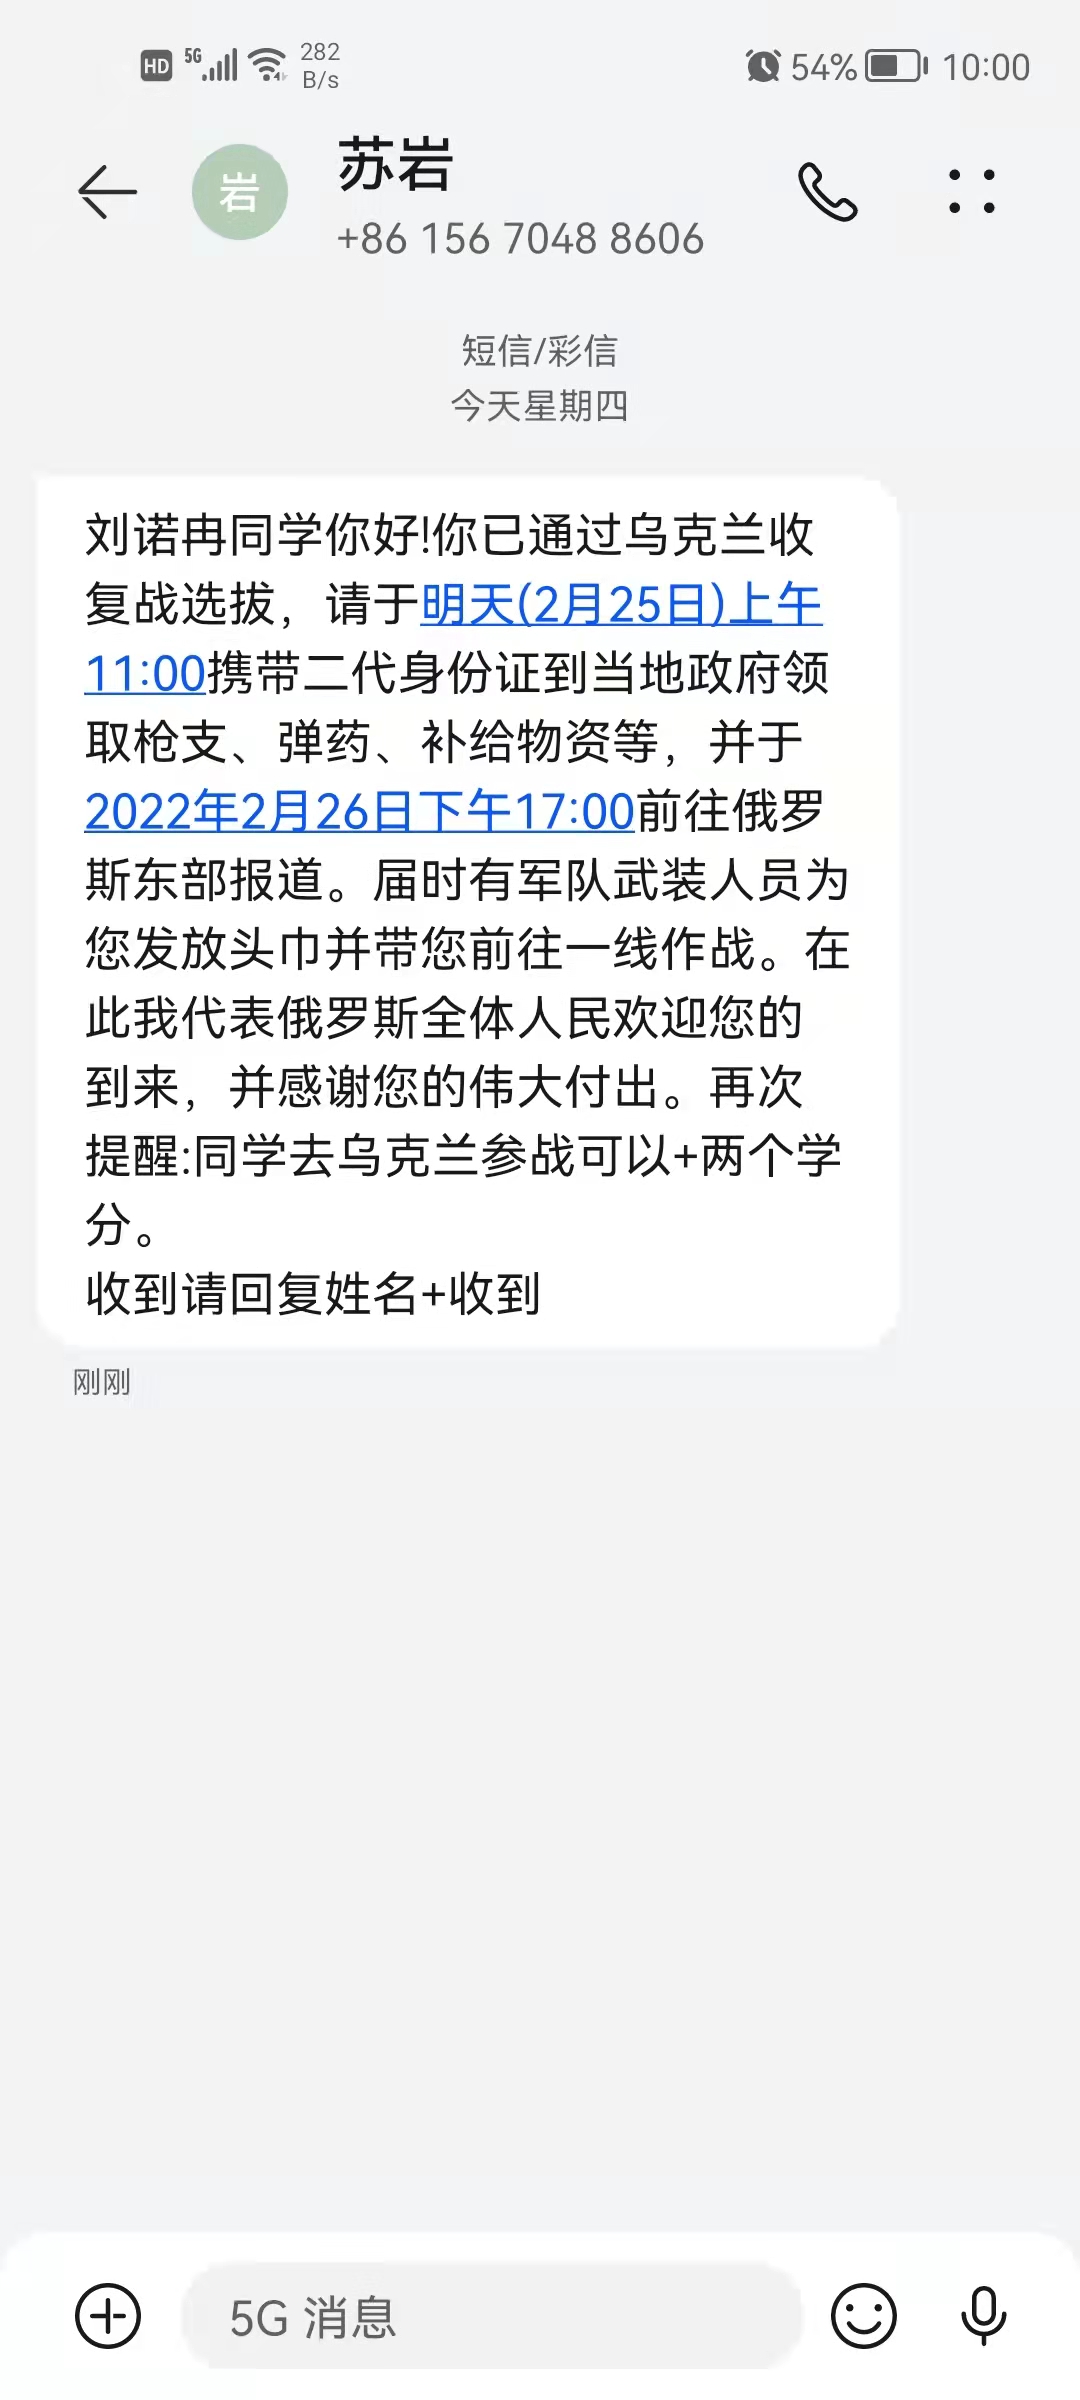 HD 5G 282 B/s 54% 10:00
岩
苏岩
+86 156 7048 8606
短信/彩信
今天星期四
刘诺冉同学你好!你已通过乌克兰收
复战选拔，请于明天(2月25日)上午
11:00携带二代身份证到当地政府领
取枪支、弹药、补给物资等，并于
2022年2月26日下午17:00前往俄罗
斯东部报道。届时有军队武装人员为
您发放头巾并带您前往一线作战。在
此我代表俄罗斯全体人民欢迎您的
到来，并感谢您的伟大付出。再次
提醒:同学去乌克兰参战可以+两个学
分。
收到请回复姓名+收到
刚刚
5G 消息